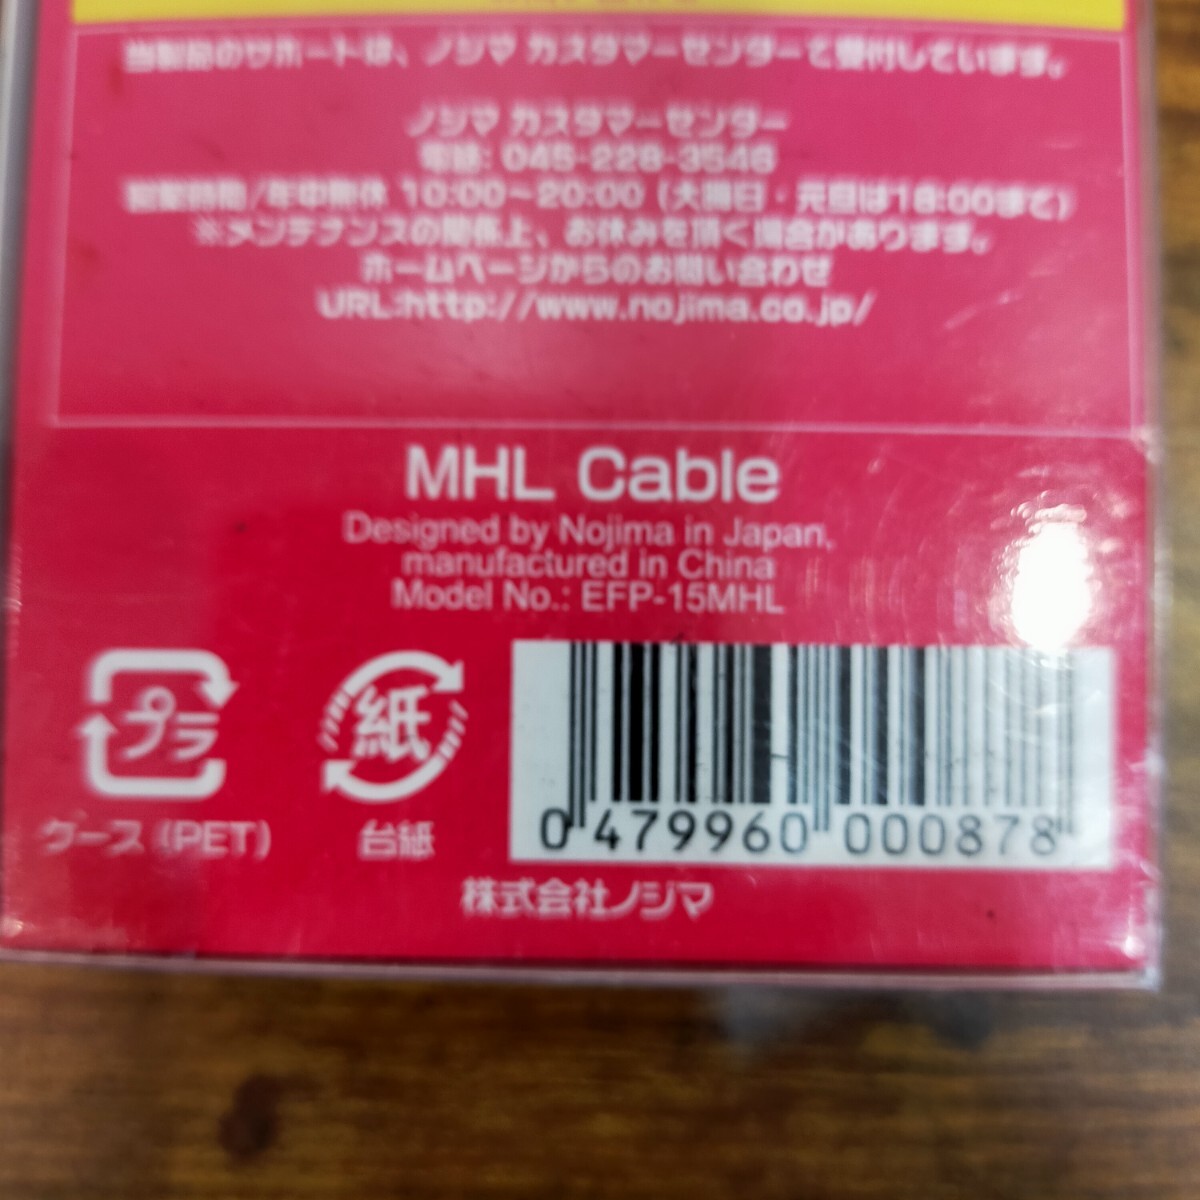 当製品のサポートは、ノジマ カスタマーセンターで受付しています。
ノジマ カスタマーセンター
電話: 045-228-3546
営業時間/年中無休 10:00〜20:00 (大晦日・元旦は18:00まで)
※メンテナンスの関係上、お休みを頂く場合があります。
ホームページからのお問い合わせ
URL:http://www.nojima.co.jp/
MHL Cable
Designed by Nojima in Japan,
manufactured in China
Model No.: EFP-15MHL
プラ
紙
ケース (PET)
台紙
0 479960 000878
株式会社ノジマ